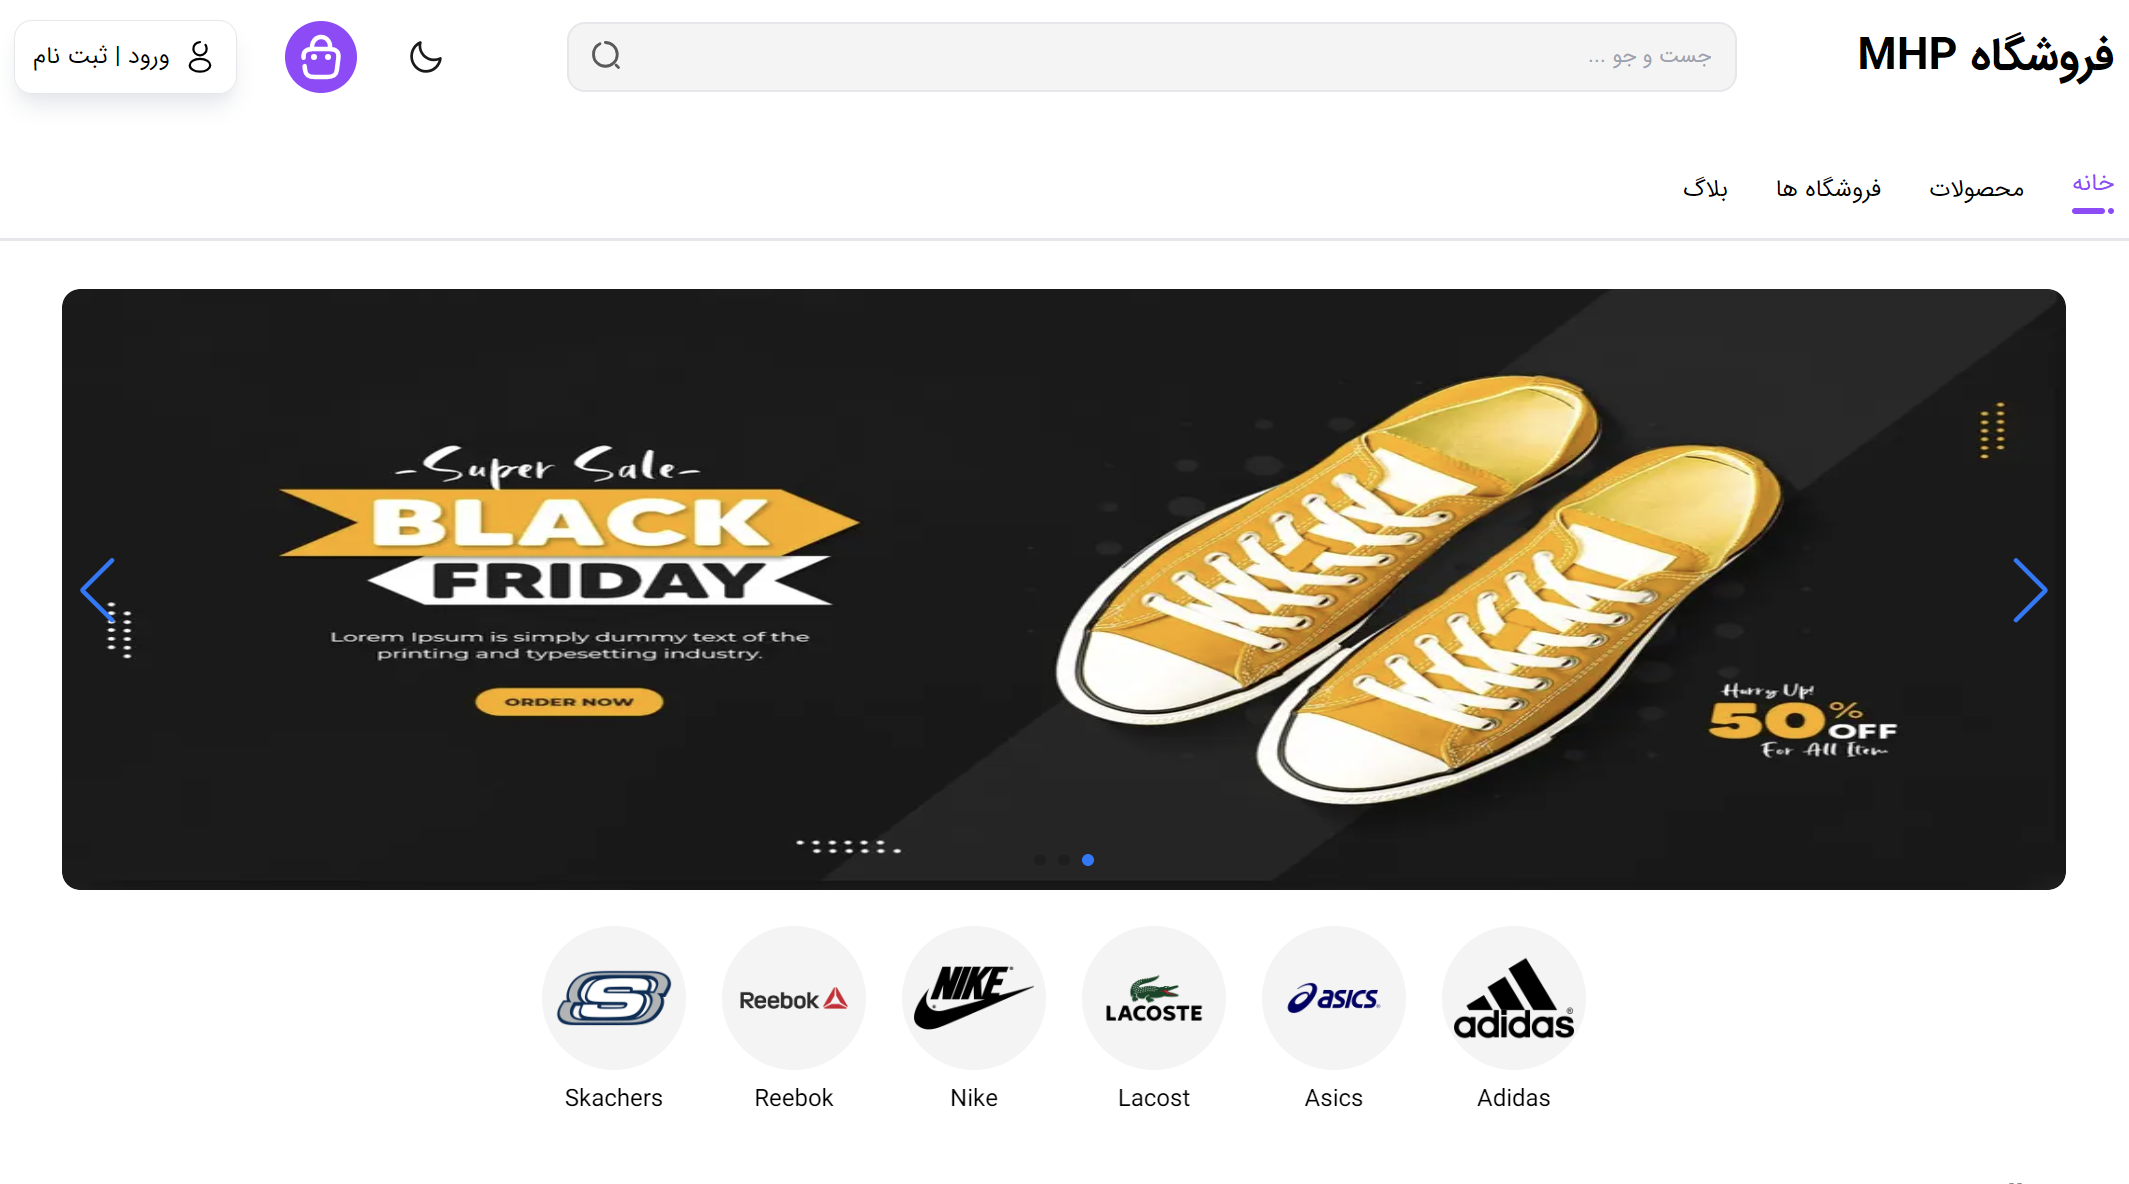 فروشگاه MHP
جست و جو ...
ورود | ثبت نام
خانه
محصولات
فروشگاه ها
بلاگ
-Super Sale-
BLACK
FRIDAY
Lorem Ipsum is simply dummy text of the
printing and typesetting industry.
ORDER NOW
Hurry Up!
50% OFF
For All Item
adidas
asics
LACOSTE
NIKE
Reebok
S
Adidas
Asics
Lacost
Nike
Reebok
Skachers